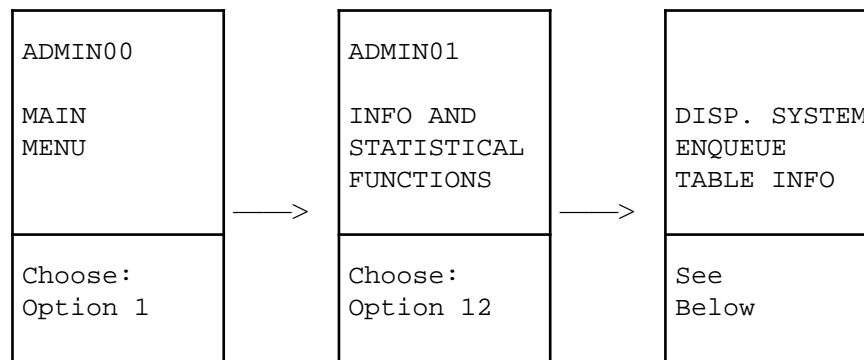 ADMIN00
MAIN
MENU
Choose:
Option 1
——>
ADMIN01
INFO AND
STATISTICAL
FUNCTIONS
Choose:
Option 12
——>
DISP. SYSTEM
ENQUEUE
TABLE INFO
See
Below